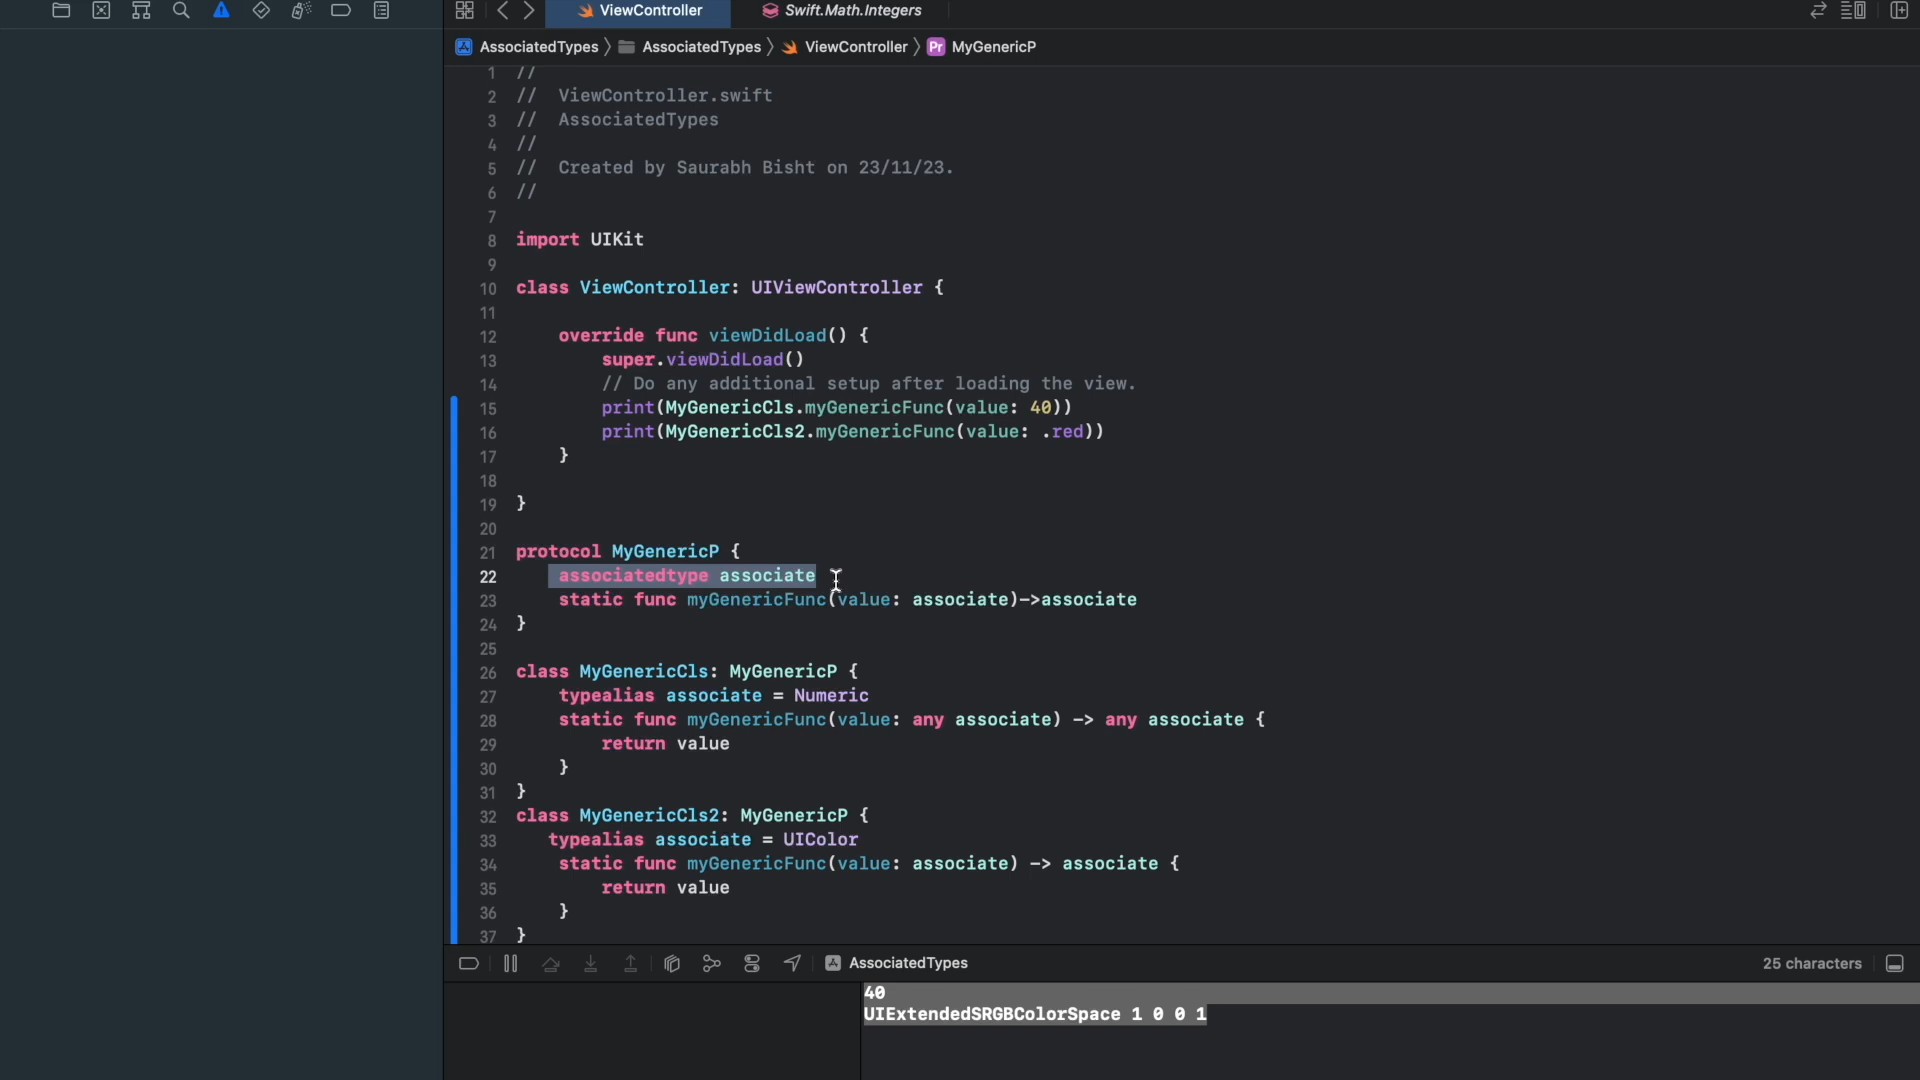 ViewController
Swift.Math.Integers
AssociatedTypes 〉 AssociatedTypes 〉 ViewController 〉 Pr MyGenericP
1 //
2 //  ViewController.swift
3 //  AssociatedTypes
4 //
5 //  Created by Saurabh Bisht on 23/11/23.
6 //
7
8 import UIKit
9
10 class ViewController: UIViewController {
11
12     override func viewDidLoad() {
13         super.viewDidLoad()
14         // Do any additional setup after loading the view.
15         print(MyGenericCls.myGenericFunc(value: 40))
16         print(MyGenericCls2.myGenericFunc(value: .red))
17     }
18
19 }
20
21 protocol MyGenericP {
22     associatedtype associate
23     static func myGenericFunc(value: associate)->associate
24 }
25
26 class MyGenericCls: MyGenericP {
27     typealias associate = Numeric
28     static func myGenericFunc(value: any associate) -> any associate {
29         return value
30     }
31 }
32 class MyGenericCls2: MyGenericP {
33    typealias associate = UIColor
34     static func myGenericFunc(value: associate) -> associate {
35         return value
36     }
37 }
AssociatedTypes
25 characters
40
UIExtendedSRGBColorSpace 1 0 0 1